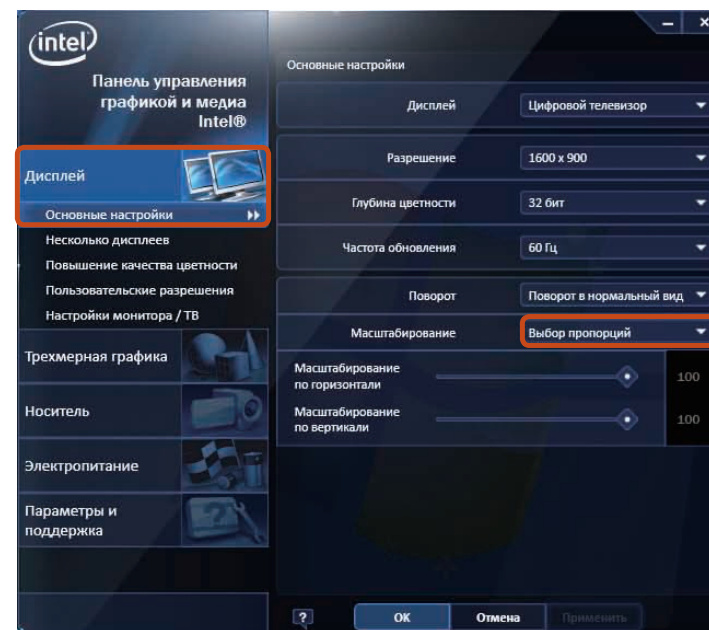 intel
Панель управления
графикой и медиа
Intel®
Дисплей
Основные настройки
Несколько дисплеев
Повышение качества цветности
Пользовательские разрешения
Настройки монитора / ТВ
Трехмерная графика
Носитель
Электропитание
Параметры и
поддержка
Основные настройки
Дисплей Цифровой телевизор
Разрешение 1600 x 900
Глубина цветности 32 бит
Частота обновления 60 Гц
Поворот Поворот в нормальный вид
Масштабирование Выбор пропорций
Масштабирование
по горизонтали 100
Масштабирование
по вертикали 100
? ОК Отмена Применить